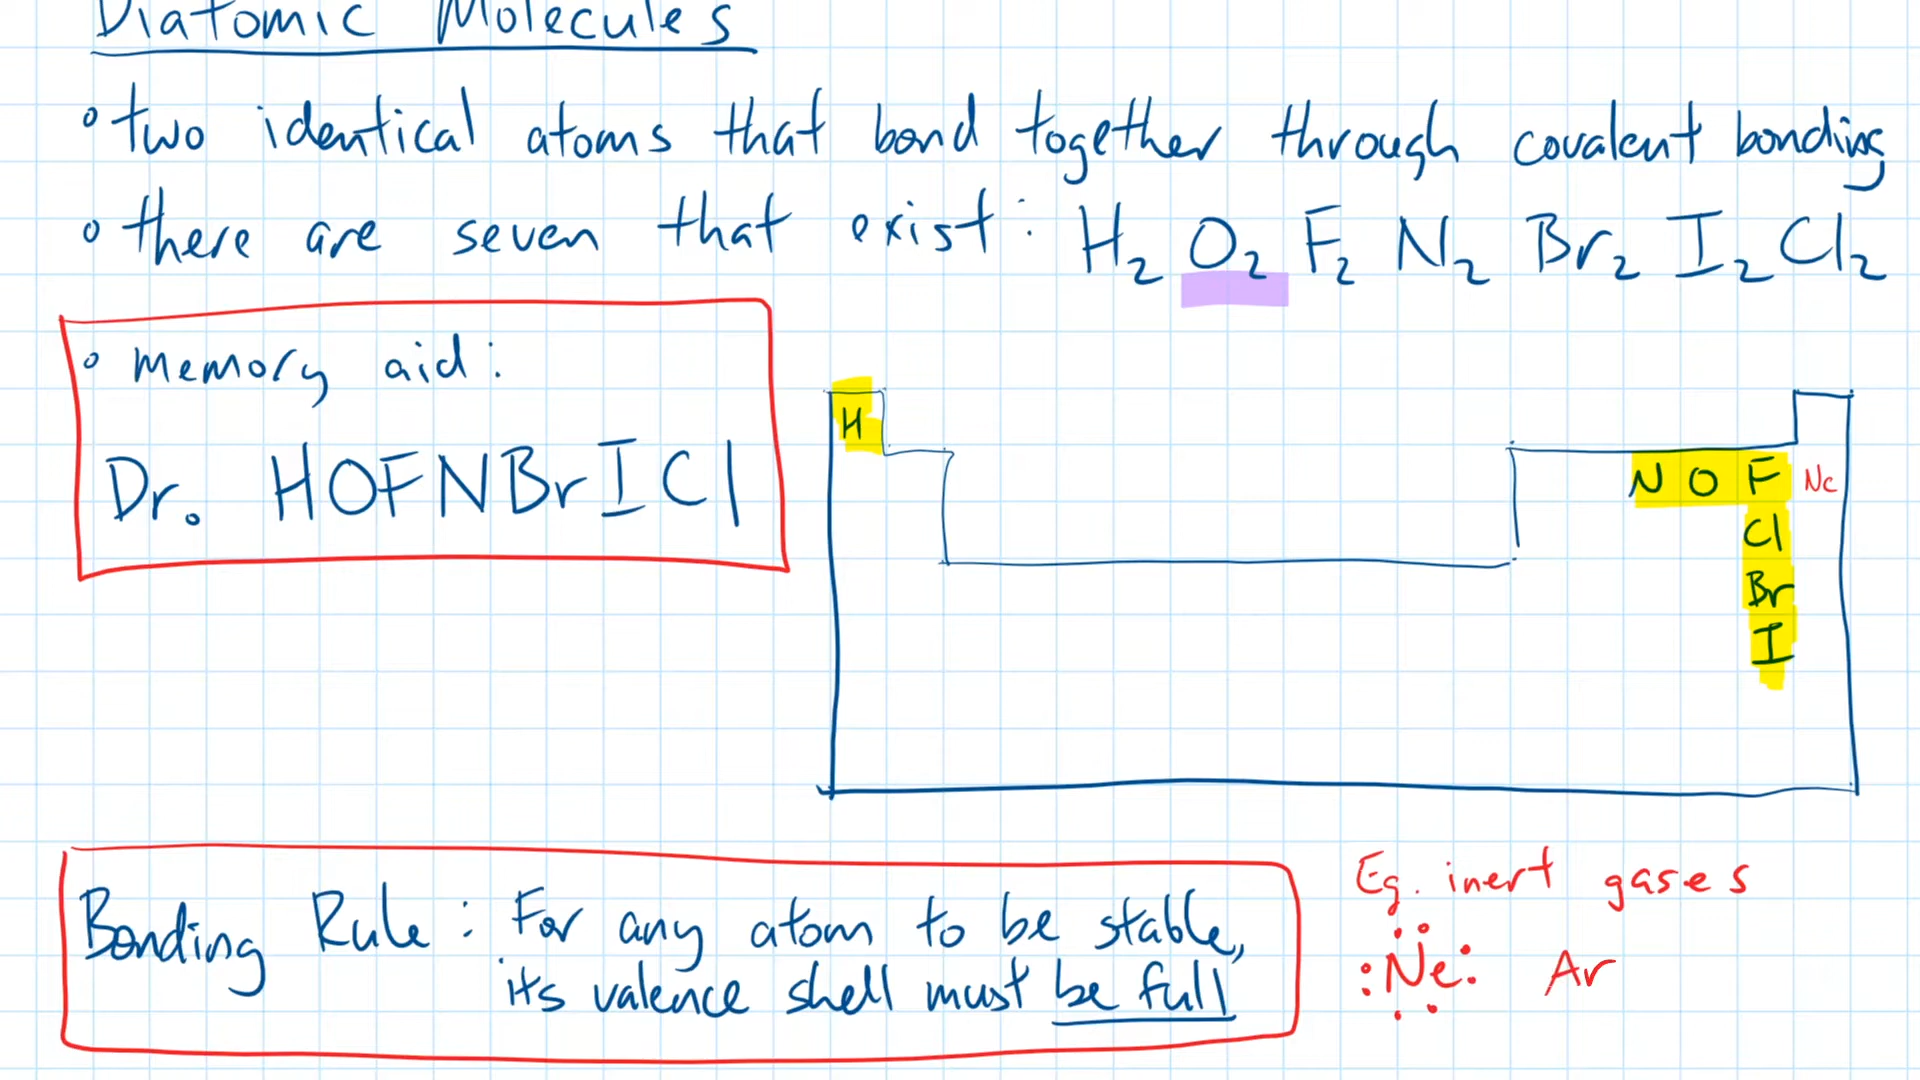 Diatomic Molecules
◦ two identical atoms that bond together through covalent bonding
◦ there are seven that exist: H₂ O₂ F₂ N₂ Br₂ I₂ Cl₂
◦ memory aid:
Dr. HOFNBrICl
H
N O F Ne
Cl
Br
I
Bonding Rule: For any atom to be stable,
its valence shell must be full
Eg. inert gases
Ne Ar